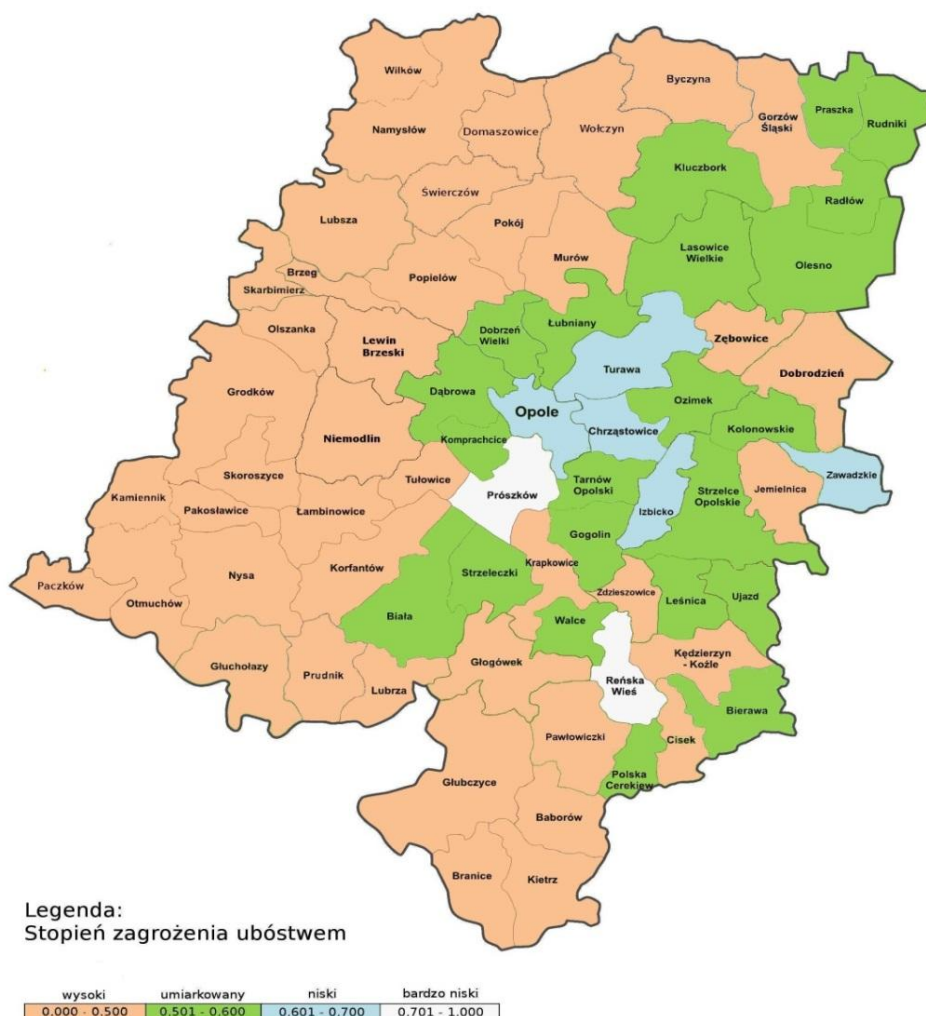 Wilków
Byczyna
Namysłów
Domaszowice
Wołczyn
Gorzów
Śląski
Praszka
Rudniki
Kluczbork
Świerczów
Radłów
Lubsza
Pokój
Lasowice
Wielkie
Murów
Olesno
Brzeg
Popielów
Skarbimierz
Olszanka
Dobrzeń
Wielki
Łubniany
Lewin
Brzeski
Zębowice
Turawa
Dobrodzień
Grodków
Dąbrowa
Ozimek
Opole
Niemodlin
Komprachcice
Chrząstowice
Kolonowskie
Skoroszyce
Tułowice
Zawadzkie
Kamiennik
Prószków
Tarnów
Opolski
Strzelce
Opolskie
Jemielnica
Pakosławice
Łambinowice
Izbicko
Gogolin
Nysa
Korfantów
Strzeleczki
Krapkowice
Paczków
Otmuchów
Zdzieszowice
Leśnica
Ujazd
Biała
Walce
Głuchołazy
Prudnik
Głogówek
Kędzierzyn
- Koźle
Lubrza
Reńska
Wieś
Bierawa
Pawłowiczki
Cisek
Głubczyce
Polska
Cerekiew
Baborów
Branice
Kietrz
Legenda:
Stopień zagrożenia ubóstwem
wysoki umiarkowany niski bardzo niski
0.000 - 0.500 0.501 - 0.600 0.601 - 0.700 0.701 - 1.000